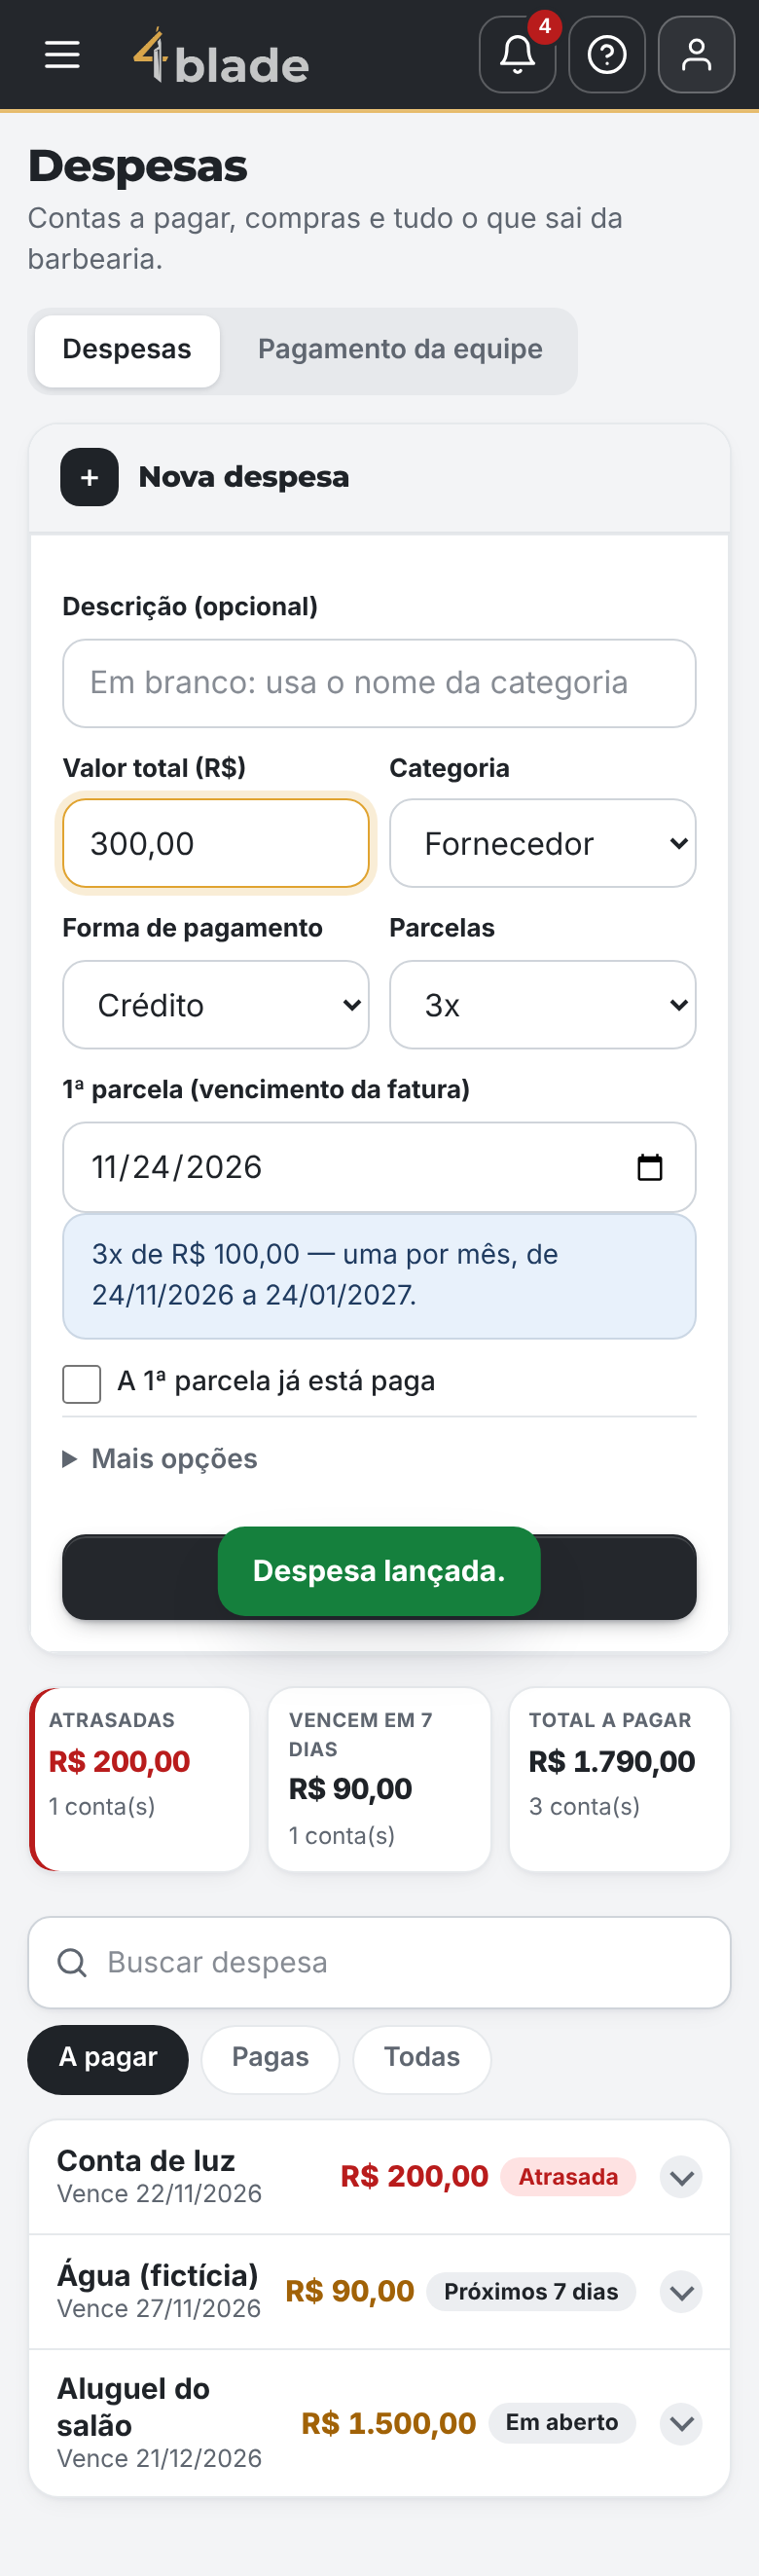 4blade
4
Despesas
Contas a pagar, compras e tudo o que sai da
barbearia.
Despesas
Pagamento da equipe
+ Nova despesa
Descrição (opcional)
Em branco: usa o nome da categoria
Valor total (R$)
Categoria
300,00
Fornecedor
Forma de pagamento
Parcelas
Crédito
3x
1ª parcela (vencimento da fatura)
11/24/2026
3x de R$ 100,00 — uma por mês, de
24/11/2026 a 24/01/2027.
A 1ª parcela já está paga
Mais opções
Despesa lançada.
ATRASADAS
R$ 200,00
1 conta(s)
VENCEM EM 7
DIAS
R$ 90,00
1 conta(s)
TOTAL A PAGAR
R$ 1.790,00
3 conta(s)
Buscar despesa
A pagar
Pagas
Todas
Conta de luz
Vence 22/11/2026
R$ 200,00
Atrasada
Água (fictícia)
Vence 27/11/2026
R$ 90,00
Próximos 7 dias
Aluguel do
salão
Vence 21/12/2026
R$ 1.500,00
Em aberto